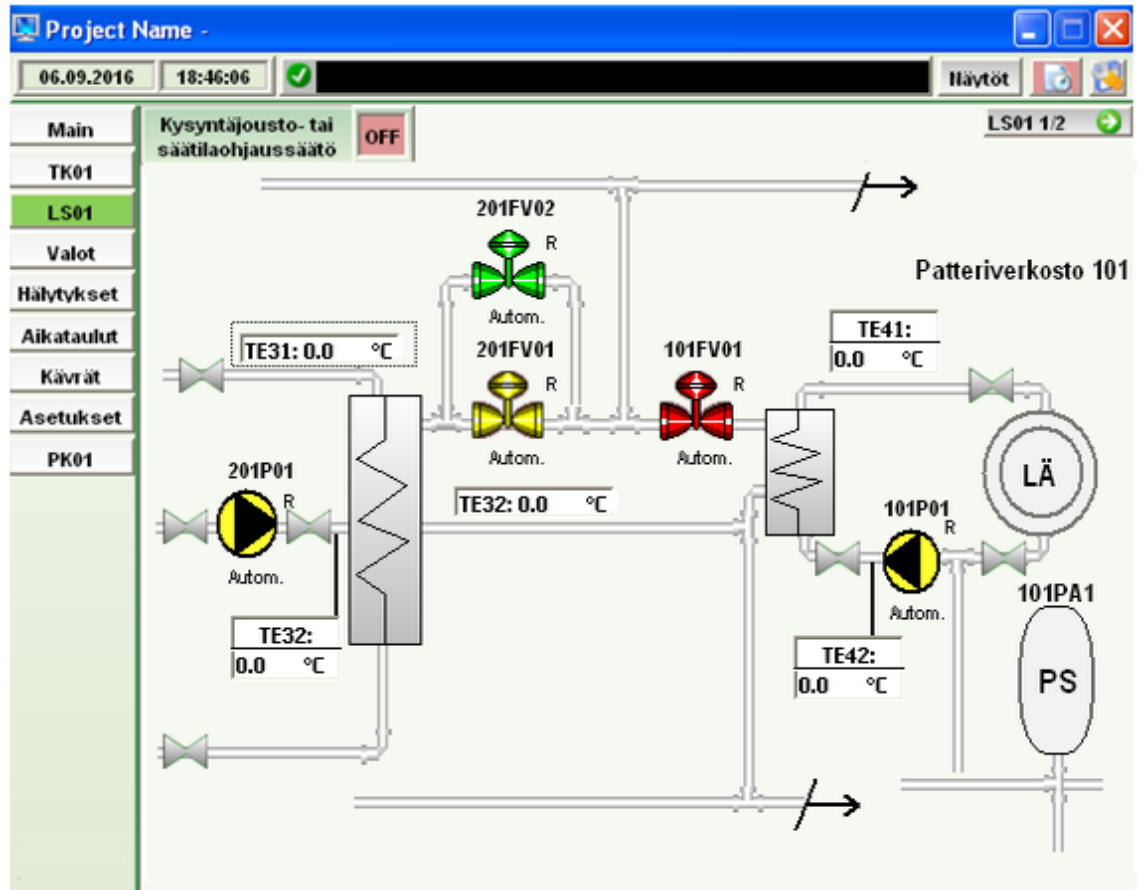 Project Name -
06.09.2016 18:46:06 Näytöt
Main
TK01
LS01
Valot
Hälytykset
Aikataulut
Käyrät
Asetukset
PK01
Kysyntäjousto- tai
säätilaohjaussäätö
OFF
LS01 1/2
201FV02
R
Autom.
Patteriverkosto 101
TE31: 0.0 °C
201FV01
R
Autom.
101FV01
R
Autom.
TE41:
0.0 °C
201P01
R
Autom.
TE32: 0.0 °C
LÄ
101P01
R
Autom.
TE32:
0.0 °C
TE42:
0.0 °C
101PA1
PS